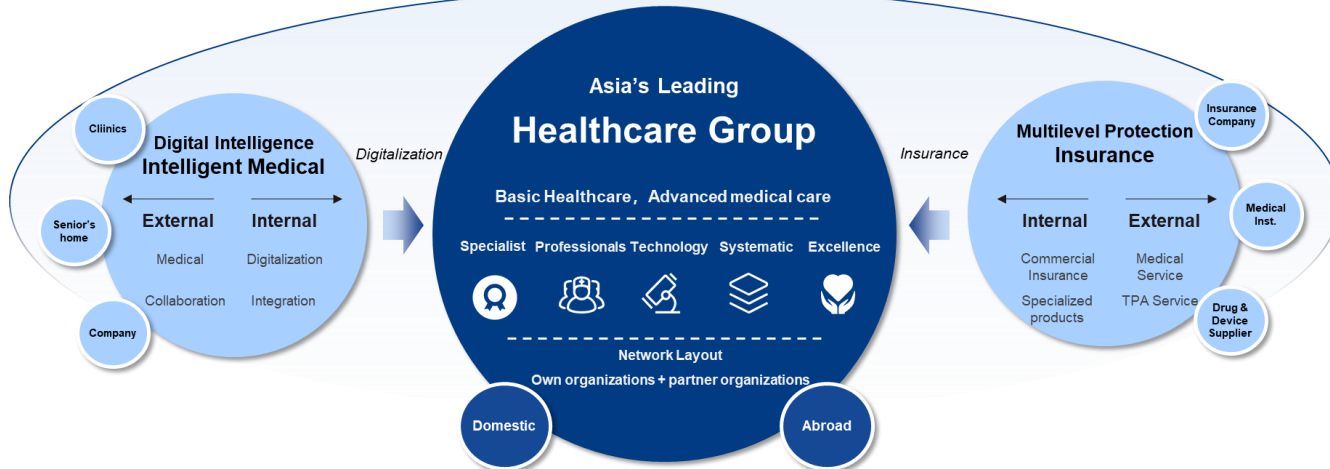 Cliinics
Senior's
home
Company
Digital Intelligence
Intelligent Medical
External Internal
Medical Digitalization
Collaboration Integration
Digitalization
Asia's Leading
Healthcare Group
Basic Healthcare，Advanced medical care
Specialist Professionals Technology Systematic Excellence
Network Layout
Own organizations + partner organizations
Domestic Abroad
Insurance
Multilevel Protection
Insurance
Internal External
Commercial
Insurance
Medical
Service
Specialized
products
TPA Service
Insurance
Company
Medical
Inst.
Drug &
Device
Supplier